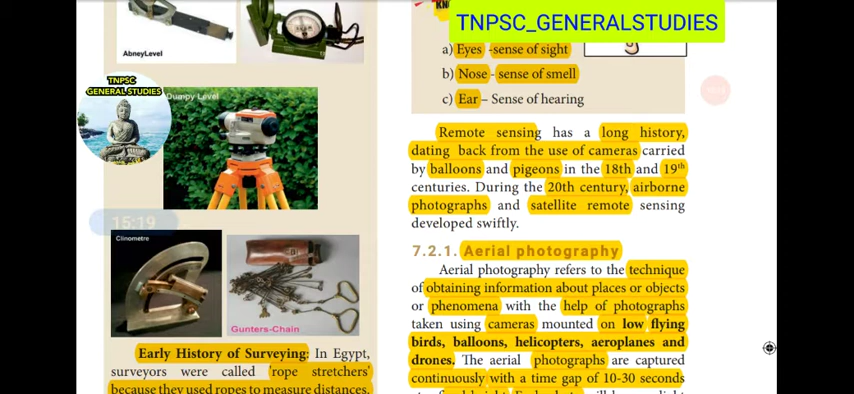 AbneyLevel
TNPSC
GENERAL STUDIES
Dumpy Level
15:19
Clinometre
Gunters-Chain
Early History of Surveying: In Egypt,
surveyors were called 'rope stretchers'
because they used ropes to measure distances.
TNPSC_GENERALSTUDIES
a) Eyes -sense of sight
b) Nose - sense of smell
c) Ear – Sense of hearing
Remote sensing has a long history,
dating back from the use of cameras carried
by balloons and pigeons in the 18th and 19th
centuries. During the 20th century, airborne
photographs and satellite remote sensing
developed swiftly.
7.2.1. Aerial photography
Aerial photography refers to the technique
of obtaining information about places or objects
or phenomena with the help of photographs
taken using cameras mounted on low flying
birds, balloons, helicopters, aeroplanes and
drones. The aerial photographs are captured
continuously with a time gap of 10-30 seconds